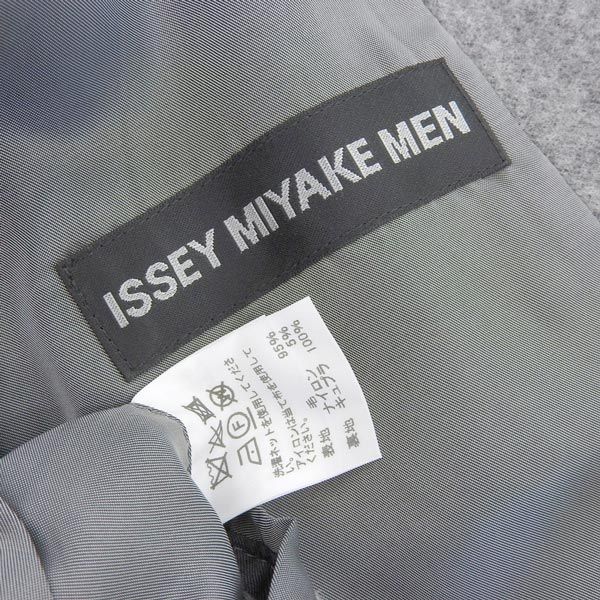 ISSEY MIYAKE MEN
表地 毛 95%
ナイロン 5%
裏地 キュプラ 100%
F
洗濯ネットを使用してくださ
い。
アイロンは当て布を使用して
ください。